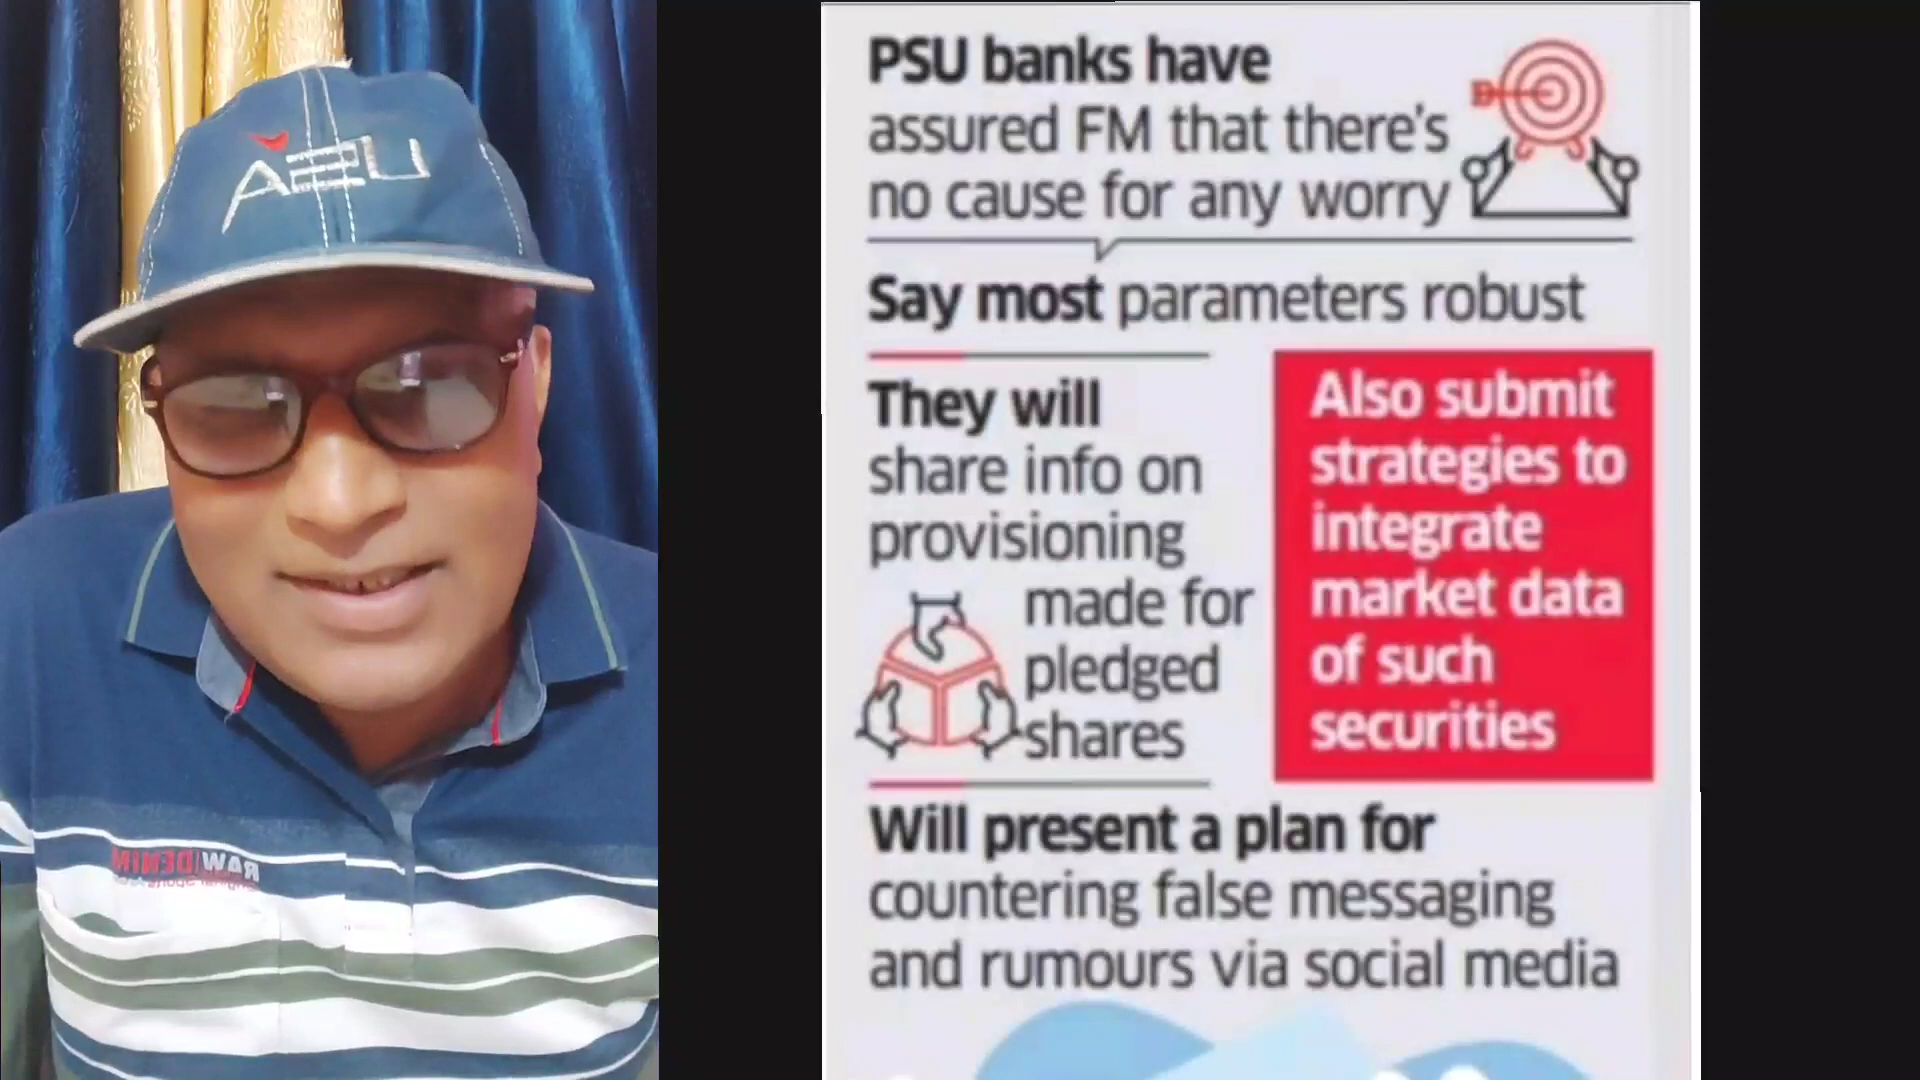 PSU banks have
assured FM that there's
no cause for any worry
Say most parameters robust
They will
share info on
provisioning
made for
pledged
shares
Also submit
strategies to
integrate
market data
of such
securities
Will present a plan for
countering false messaging
and rumours via social media
RAW DENIM